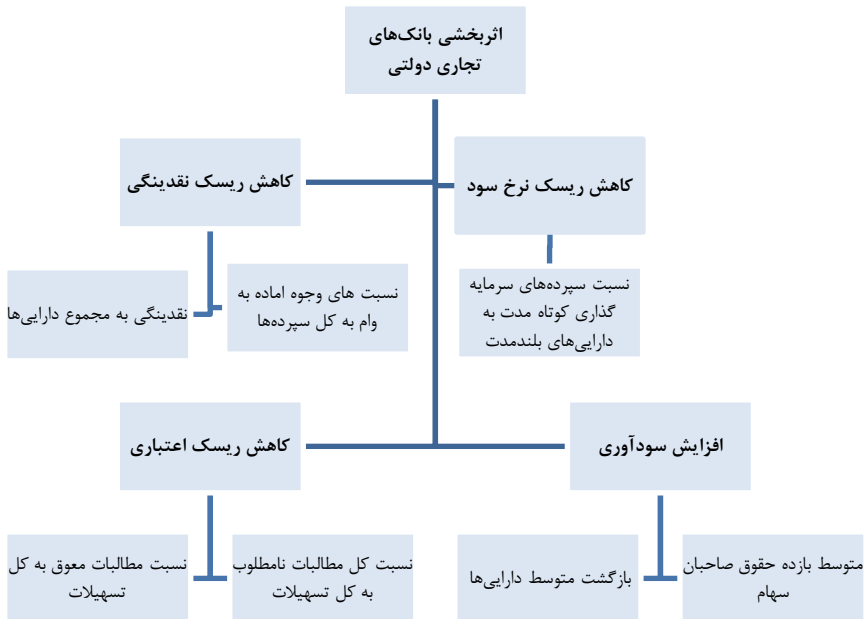 اثربخشی بانک‌های
تجاری دولتی
کاهش ریسک نرخ سود
کاهش ریسک نقدینگی
نسبت سپرده‌های سرمایه
گذاری کوتاه مدت به
دارایی‌های بلندمدت
نسبت های وجوه اماده به
وام به کل سپرده‌ها
نقدینگی به مجموع دارایی‌ها
افزایش سودآوری
کاهش ریسک اعتباری
متوسط بازده حقوق صاحبان
سهام
بازگشت متوسط دارایی‌ها
نسبت کل مطالبات نامطلوب
به کل تسهیلات
نسبت مطالبات معوق به کل
تسهیلات